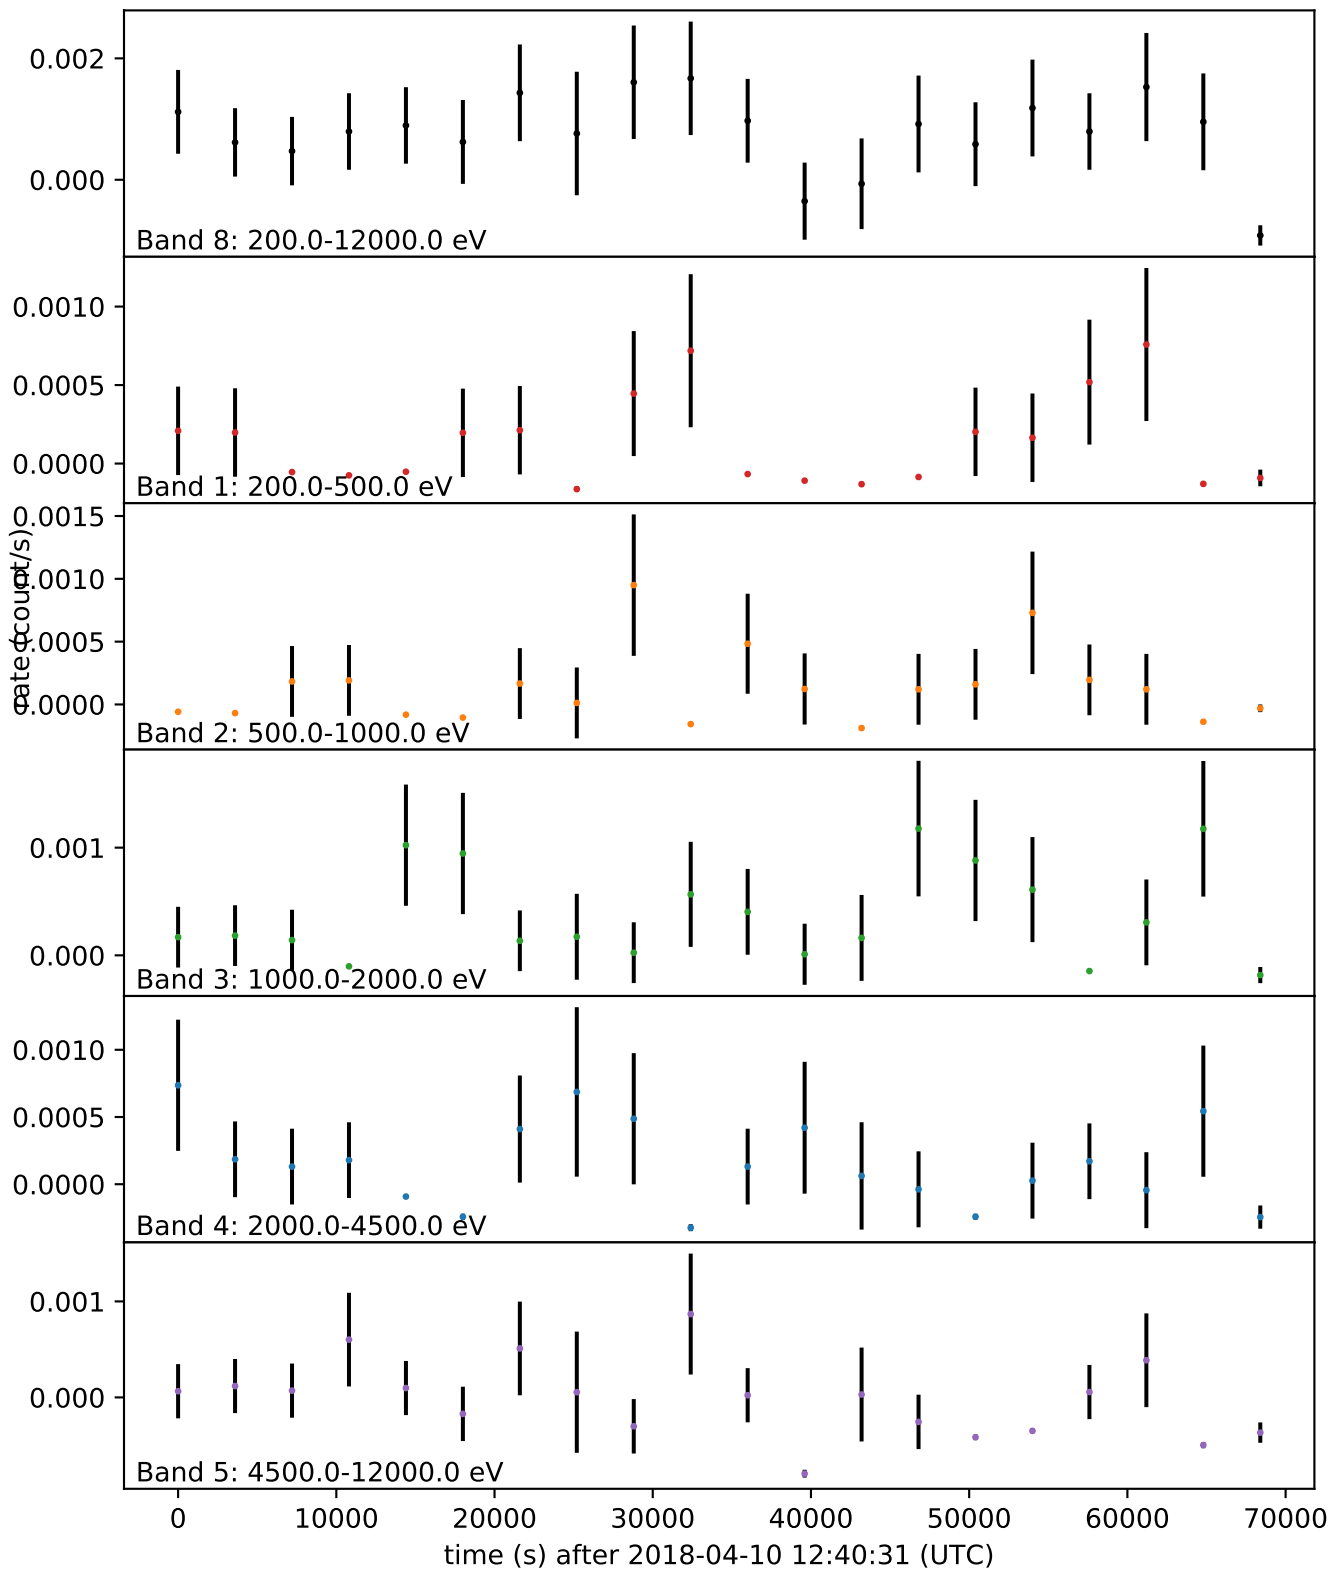 0.002
0.000
Band 8: 200.0-12000.0 eV
0.0010
0.0005
0.0000
Band 1: 200.0-500.0 eV
rate (count/s)
0.0015
0.0010
0.0005
0.0000
Band 2: 500.0-1000.0 eV
0.001
0.000
Band 3: 1000.0-2000.0 eV
0.0010
0.0005
0.0000
Band 4: 2000.0-4500.0 eV
0.001
0.000
Band 5: 4500.0-12000.0 eV
0 10000 20000 30000 40000 50000 60000 70000
time (s) after 2018-04-10 12:40:31 (UTC)